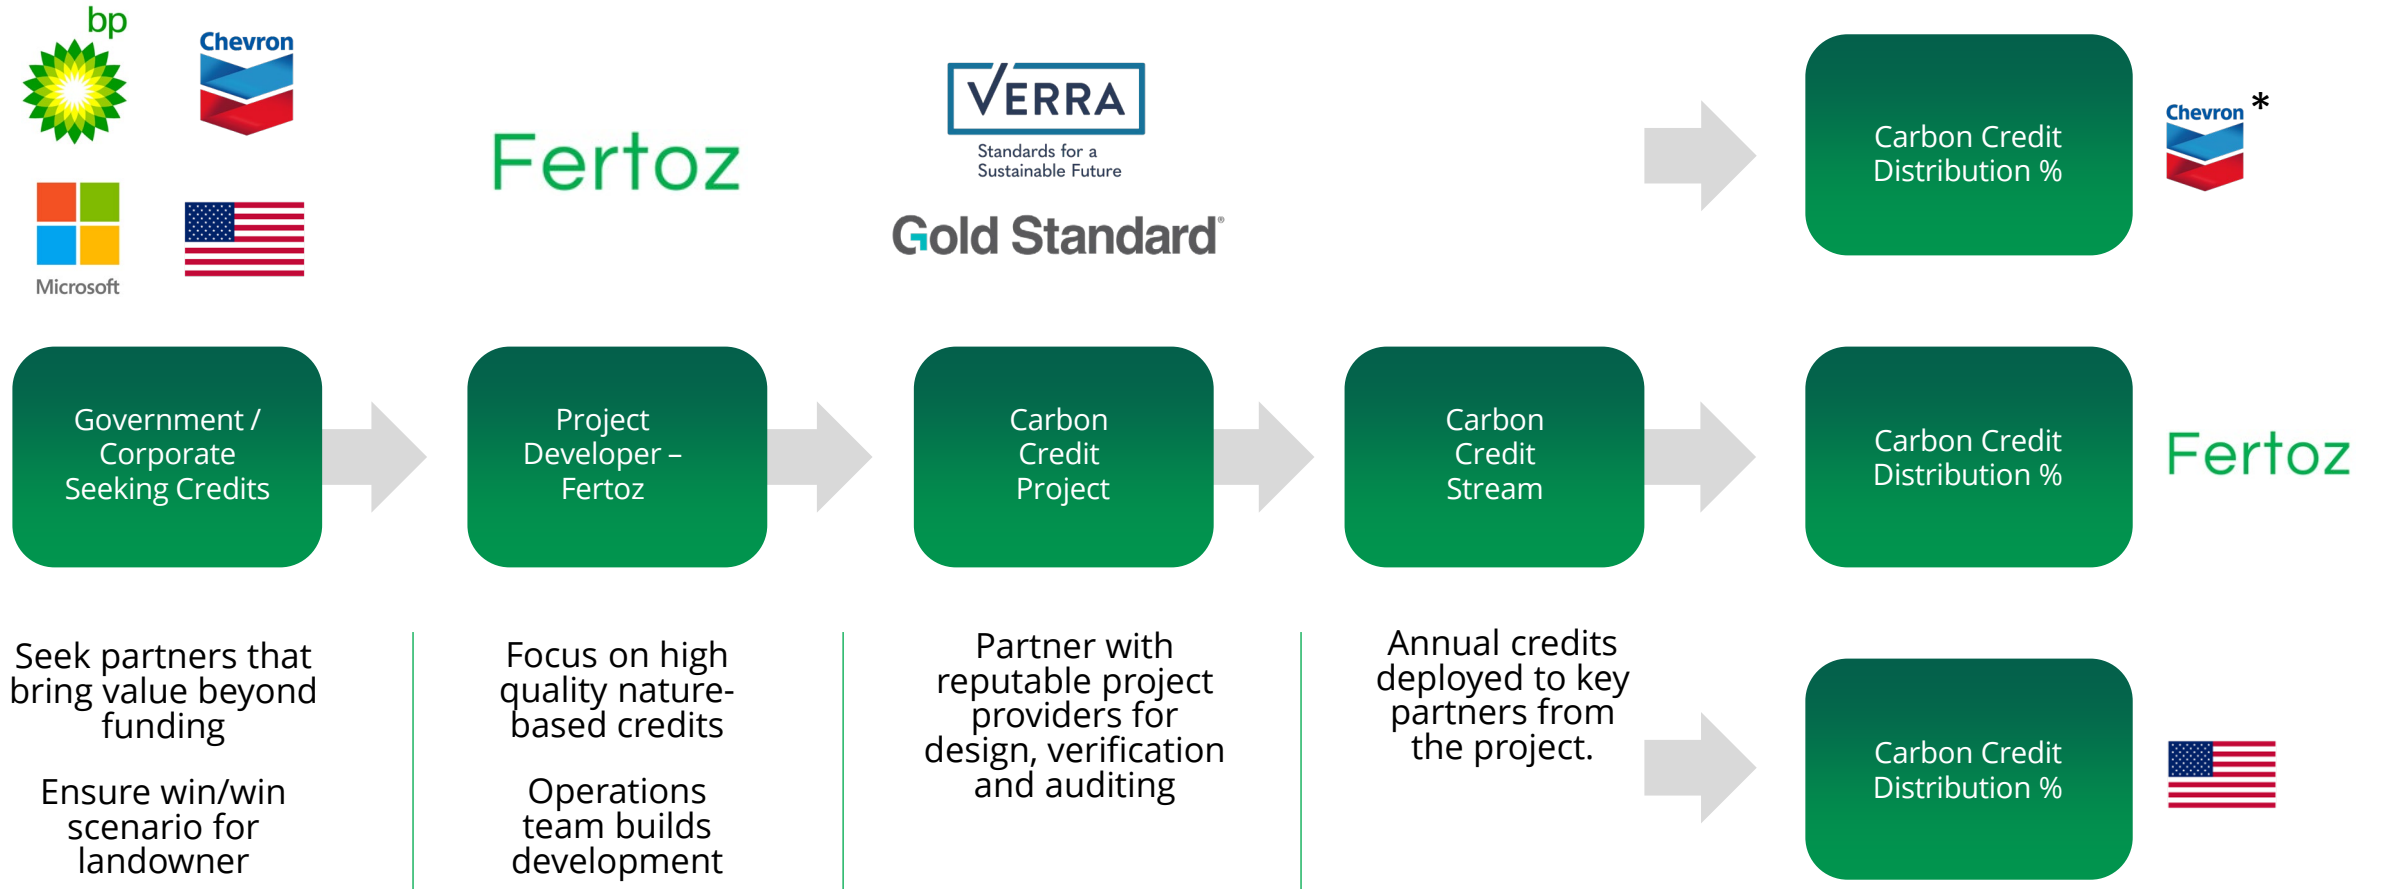 bp
Chevron
Microsoft
Fertoz
VERRA
Standards for a
Sustainable Future
Gold Standard®
Carbon Credit
Distribution %
Chevron *
Government /
Corporate
Seeking Credits
Project
Developer –
Fertoz
Carbon
Credit
Project
Carbon
Credit
Stream
Carbon Credit
Distribution %
Fertoz
Seek partners that
bring value beyond
funding
Ensure win/win
scenario for
landowner
Focus on high
quality nature-
based credits
Operations
team builds
development
Partner with
reputable project
providers for
design, verification
and auditing
Annual credits
deployed to key
partners from
the project.
Carbon Credit
Distribution %